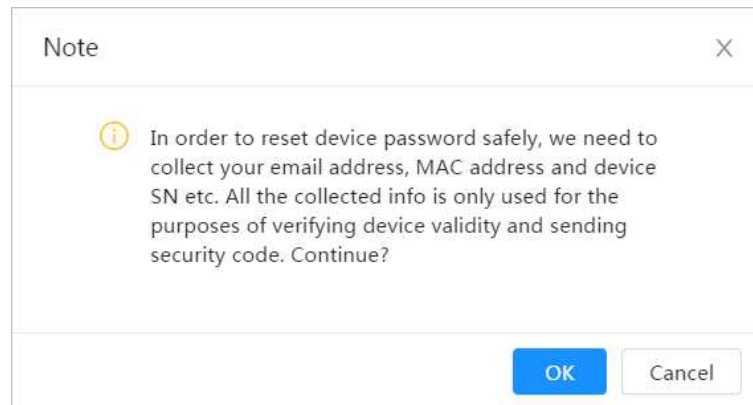 Note
In order to reset device password safely, we need to
collect your email address, MAC address and device
SN etc. All the collected info is only used for the
purposes of verifying device validity and sending
security code. Continue?
OK
Cancel